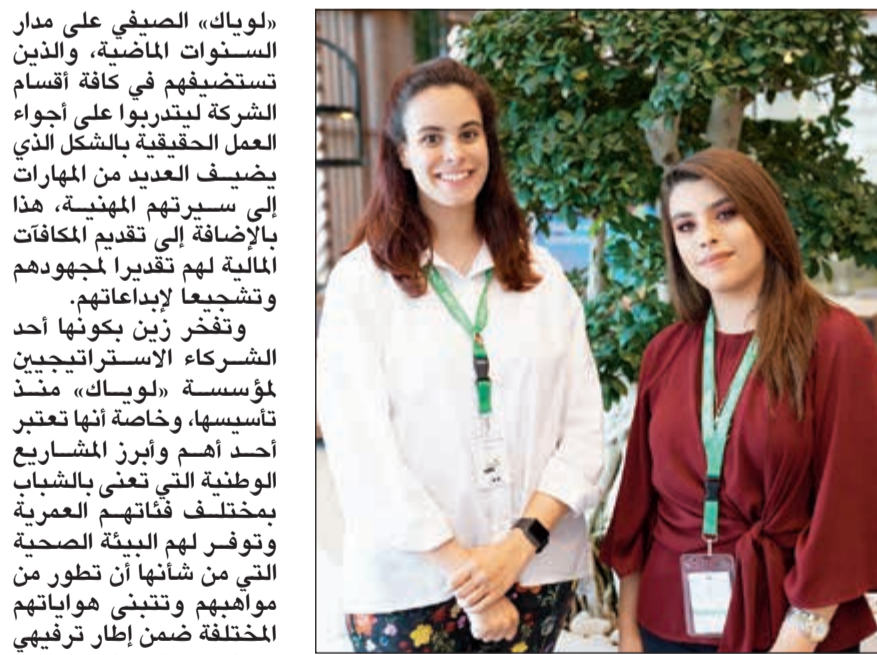 «لوياك» الصيفي على مدار
السنوات الماضية، والذين
تستضيفهم في كافة أقسام
الشركة ليتدربوا على أجواء
العمل الحقيقية بالشكل الذي
يضيف العديد من المهارات
إلى سيرتهم المهنية، هذا
بالإضافة إلى تقديم المكافآت
المالية لهم تقديرا لمجهودهم
وتشجيعا لإبداعاتهم.
وتفخر زين بكونها أحد
الشركاء الاستراتيجيين
لمؤسسة «لوياك» منذ
تأسيسها، وخاصة أنها تعتبر
أحد أهم وأبرز المشاريع
الوطنية التي تعنى بالشباب
بمختلف فئاتهم العمرية
وتوفر لهم البيئة الصحية
التي من شأنها أن تطور من
مواهبهم وتتبنى هواياتهم
المختلفة ضمن إطار ترفيهي